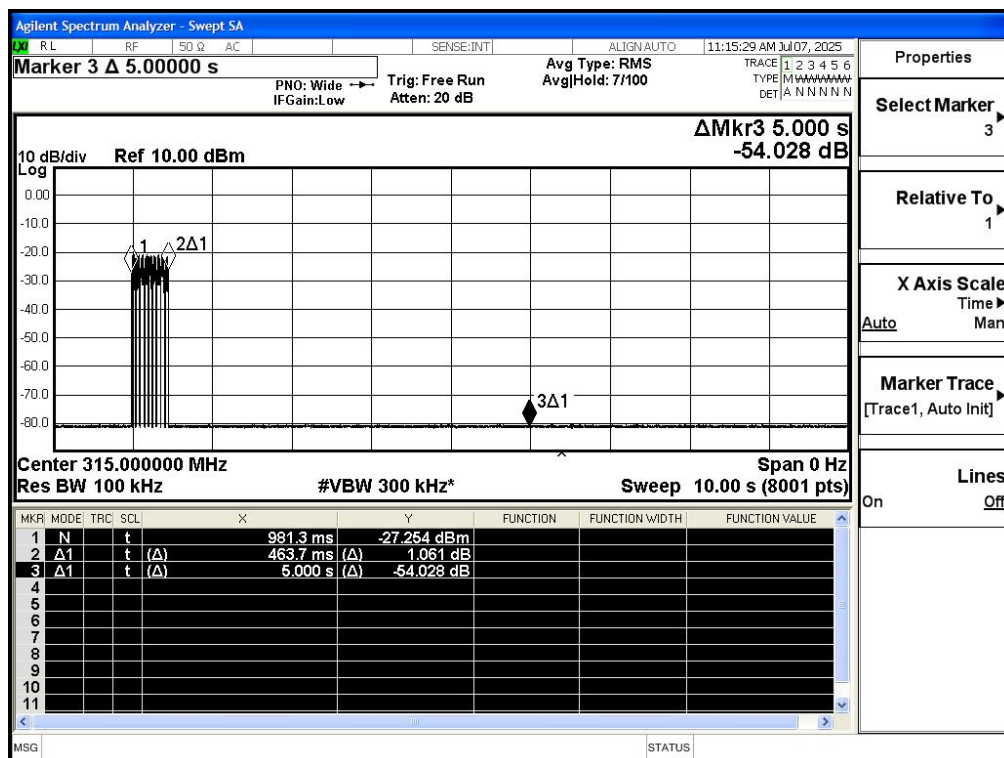 Agilent Spectrum Analyzer - Swept SA
LXI RL RF 50 Ω AC SENSE:INT ALIGN AUTO 11:15:29 AM Jul 07, 2025
Marker 3 Δ 5.00000 s
PNO: Wide
IFGain:Low
Trig: Free Run
Atten: 20 dB
Avg Type: RMS
Avg|Hold: 7/100
TRACE 1 2 3 4 5 6
TYPE M
DET A N N N N N
ΔMkr3 5.000 s
-54.028 dB
10 dB/div Ref 10.00 dBm
Log
0.00
-10.0
-20.0
-30.0
-40.0
-50.0
-60.0
-70.0
-80.0
1
2Δ1
3Δ1
Center 315.000000 MHz Span 0 Hz
Res BW 100 kHz #VBW 300 kHz* Sweep 10.00 s (8001 pts)
MKR MODE TRC SCL X Y FUNCTION FUNCTION WIDTH FUNCTION VALUE
1 N t 981.3 ms -27.254 dBm
2 Δ1 t (Δ) 463.7 ms (Δ) 1.061 dB
3 Δ1 t (Δ) 5.000 s (Δ) -54.028 dB
4
5
6
7
8
9
10
11
MSG STATUS
Properties
Select Marker
3
Relative To
1
X Axis Scale
Time
Auto Man
Marker Trace
[Trace1, Auto Init]
Lines
On Off